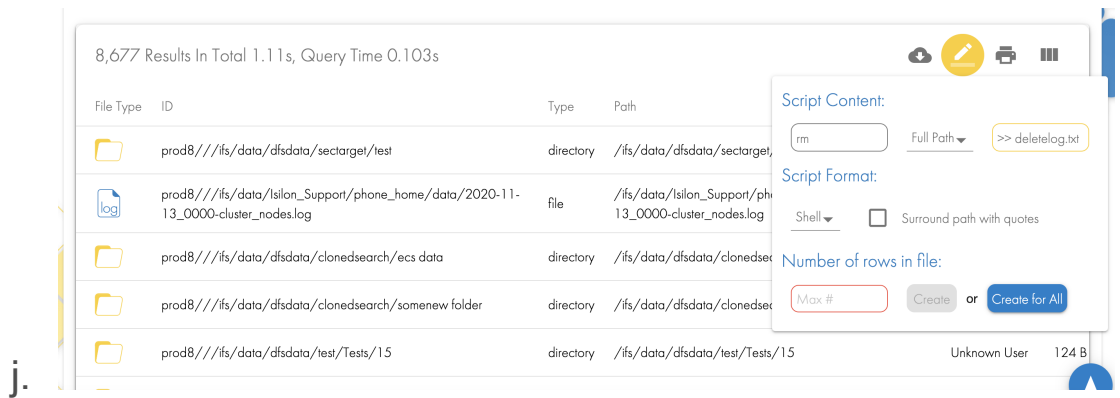 8,677 Results In Total 1.11s, Query Time 0.103s
File Type ID Type Path
Script Content:
rm Full Path >> deletelog.txt
Script Format:
Shell Surround path with quotes
Number of rows in file:
Max # Create or Create for All
prod8///ifs/data/dfsdata/sectarget/test directory /ifs/data/dfsdata/sectarget,
log
prod8///ifs/data/Isilon_Support/phone_home/data/2020-11-
13_0000-cluster_nodes.log
file
/ifs/data/Isilon_Support/pho
13_0000-cluster_nodes.log
prod8///ifs/data/dfsdata/clonedsearch/ecs data directory /ifs/data/dfsdata/clonedsec
prod8///ifs/data/dfsdata/clonedsearch/somenew folder directory /ifs/data/dfsdata/clonedsec
prod8///ifs/data/dfsdata/test/Tests/15 directory /ifs/data/dfsdata/test/Tests/15 Unknown User 124 B
j.